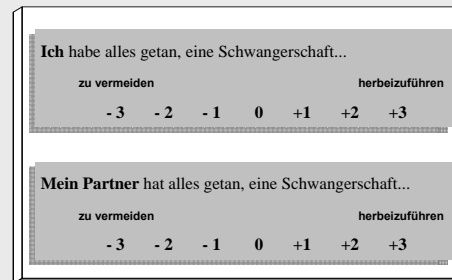 Ich habe alles getan, eine Schwangerschaft...
zu vermeiden herbeizuführen
- 3 - 2 - 1 0 +1 +2 +3
Mein Partner hat alles getan, eine Schwangerschaft...
zu vermeiden herbeizuführen
- 3 - 2 - 1 0 +1 +2 +3